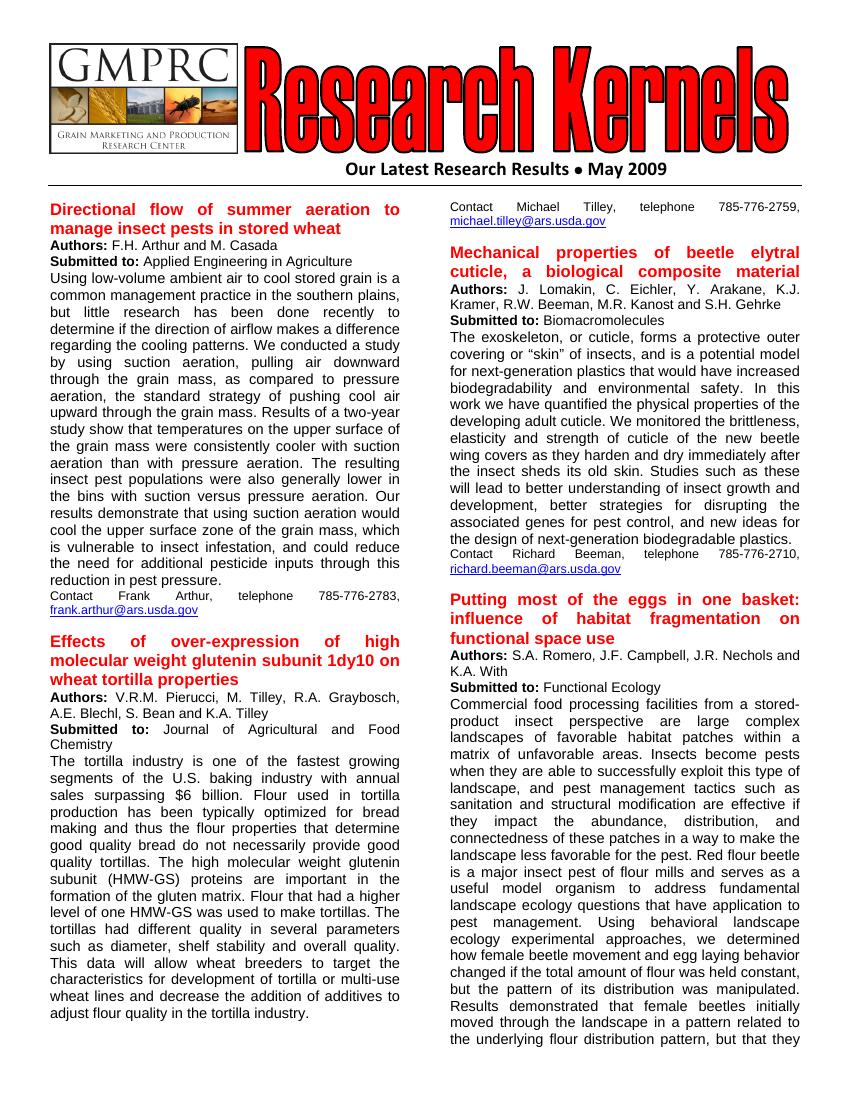 GMPRC
GRAIN MARKETING AND PRODUCTION
RESEARCH CENTER
Research Kernels
Our Latest Research Results ● May 2009
Directional flow of summer aeration to
manage insect pests in stored wheat
Authors: F.H. Arthur and M. Casada
Submitted to: Applied Engineering in Agriculture
Using low-volume ambient air to cool stored grain is a
common management practice in the southern plains,
but little research has been done recently to
determine if the direction of airflow makes a difference
regarding the cooling patterns. We conducted a study
by using suction aeration, pulling air downward
through the grain mass, as compared to pressure
aeration, the standard strategy of pushing cool air
upward through the grain mass. Results of a two-year
study show that temperatures on the upper surface of
the grain mass were consistently cooler with suction
aeration than with pressure aeration. The resulting
insect pest populations were also generally lower in
the bins with suction versus pressure aeration. Our
results demonstrate that using suction aeration would
cool the upper surface zone of the grain mass, which
is vulnerable to insect infestation, and could reduce
the need for additional pesticide inputs through this
reduction in pest pressure.
Contact Frank Arthur, telephone 785-776-2783,
frank.arthur@ars.usda.gov
Effects of over-expression of high
molecular weight glutenin subunit 1dy10 on
wheat tortilla properties
Authors: V.R.M. Pierucci, M. Tilley, R.A. Graybosch,
A.E. Blechl, S. Bean and K.A. Tilley
Submitted to: Journal of Agricultural and Food
Chemistry
The tortilla industry is one of the fastest growing
segments of the U.S. baking industry with annual
sales surpassing $6 billion. Flour used in tortilla
production has been typically optimized for bread
making and thus the flour properties that determine
good quality bread do not necessarily provide good
quality tortillas. The high molecular weight glutenin
subunit (HMW-GS) proteins are important in the
formation of the gluten matrix. Flour that had a higher
level of one HMW-GS was used to make tortillas. The
tortillas had different quality in several parameters
such as diameter, shelf stability and overall quality.
This data will allow wheat breeders to target the
characteristics for development of tortilla or multi-use
wheat lines and decrease the addition of additives to
adjust flour quality in the tortilla industry.
Contact Michael Tilley, telephone 785-776-2759,
michael.tilley@ars.usda.gov
Mechanical properties of beetle elytral
cuticle, a biological composite material
Authors: J. Lomakin, C. Eichler, Y. Arakane, K.J.
Kramer, R.W. Beeman, M.R. Kanost and S.H. Gehrke
Submitted to: Biomacromolecules
The exoskeleton, or cuticle, forms a protective outer
covering or “skin” of insects, and is a potential model
for next-generation plastics that would have increased
biodegradability and environmental safety. In this
work we have quantified the physical properties of the
developing adult cuticle. We monitored the brittleness,
elasticity and strength of cuticle of the new beetle
wing covers as they harden and dry immediately after
the insect sheds its old skin. Studies such as these
will lead to better understanding of insect growth and
development, better strategies for disrupting the
associated genes for pest control, and new ideas for
the design of next-generation biodegradable plastics.
Contact Richard Beeman, telephone 785-776-2710,
richard.beeman@ars.usda.gov
Putting most of the eggs in one basket:
influence of habitat fragmentation on
functional space use
Authors: S.A. Romero, J.F. Campbell, J.R. Nechols and
K.A. With
Submitted to: Functional Ecology
Commercial food processing facilities from a stored-
product insect perspective are large complex
landscapes of favorable habitat patches within a
matrix of unfavorable areas. Insects become pests
when they are able to successfully exploit this type of
landscape, and pest management tactics such as
sanitation and structural modification are effective if
they impact the abundance, distribution, and
connectedness of these patches in a way to make the
landscape less favorable for the pest. Red flour beetle
is a major insect pest of flour mills and serves as a
useful model organism to address fundamental
landscape ecology questions that have application to
pest management. Using behavioral landscape
ecology experimental approaches, we determined
how female beetle movement and egg laying behavior
changed if the total amount of flour was held constant,
but the pattern of its distribution was manipulated.
Results demonstrated that female beetles initially
moved through the landscape in a pattern related to
the underlying flour distribution pattern, but that they